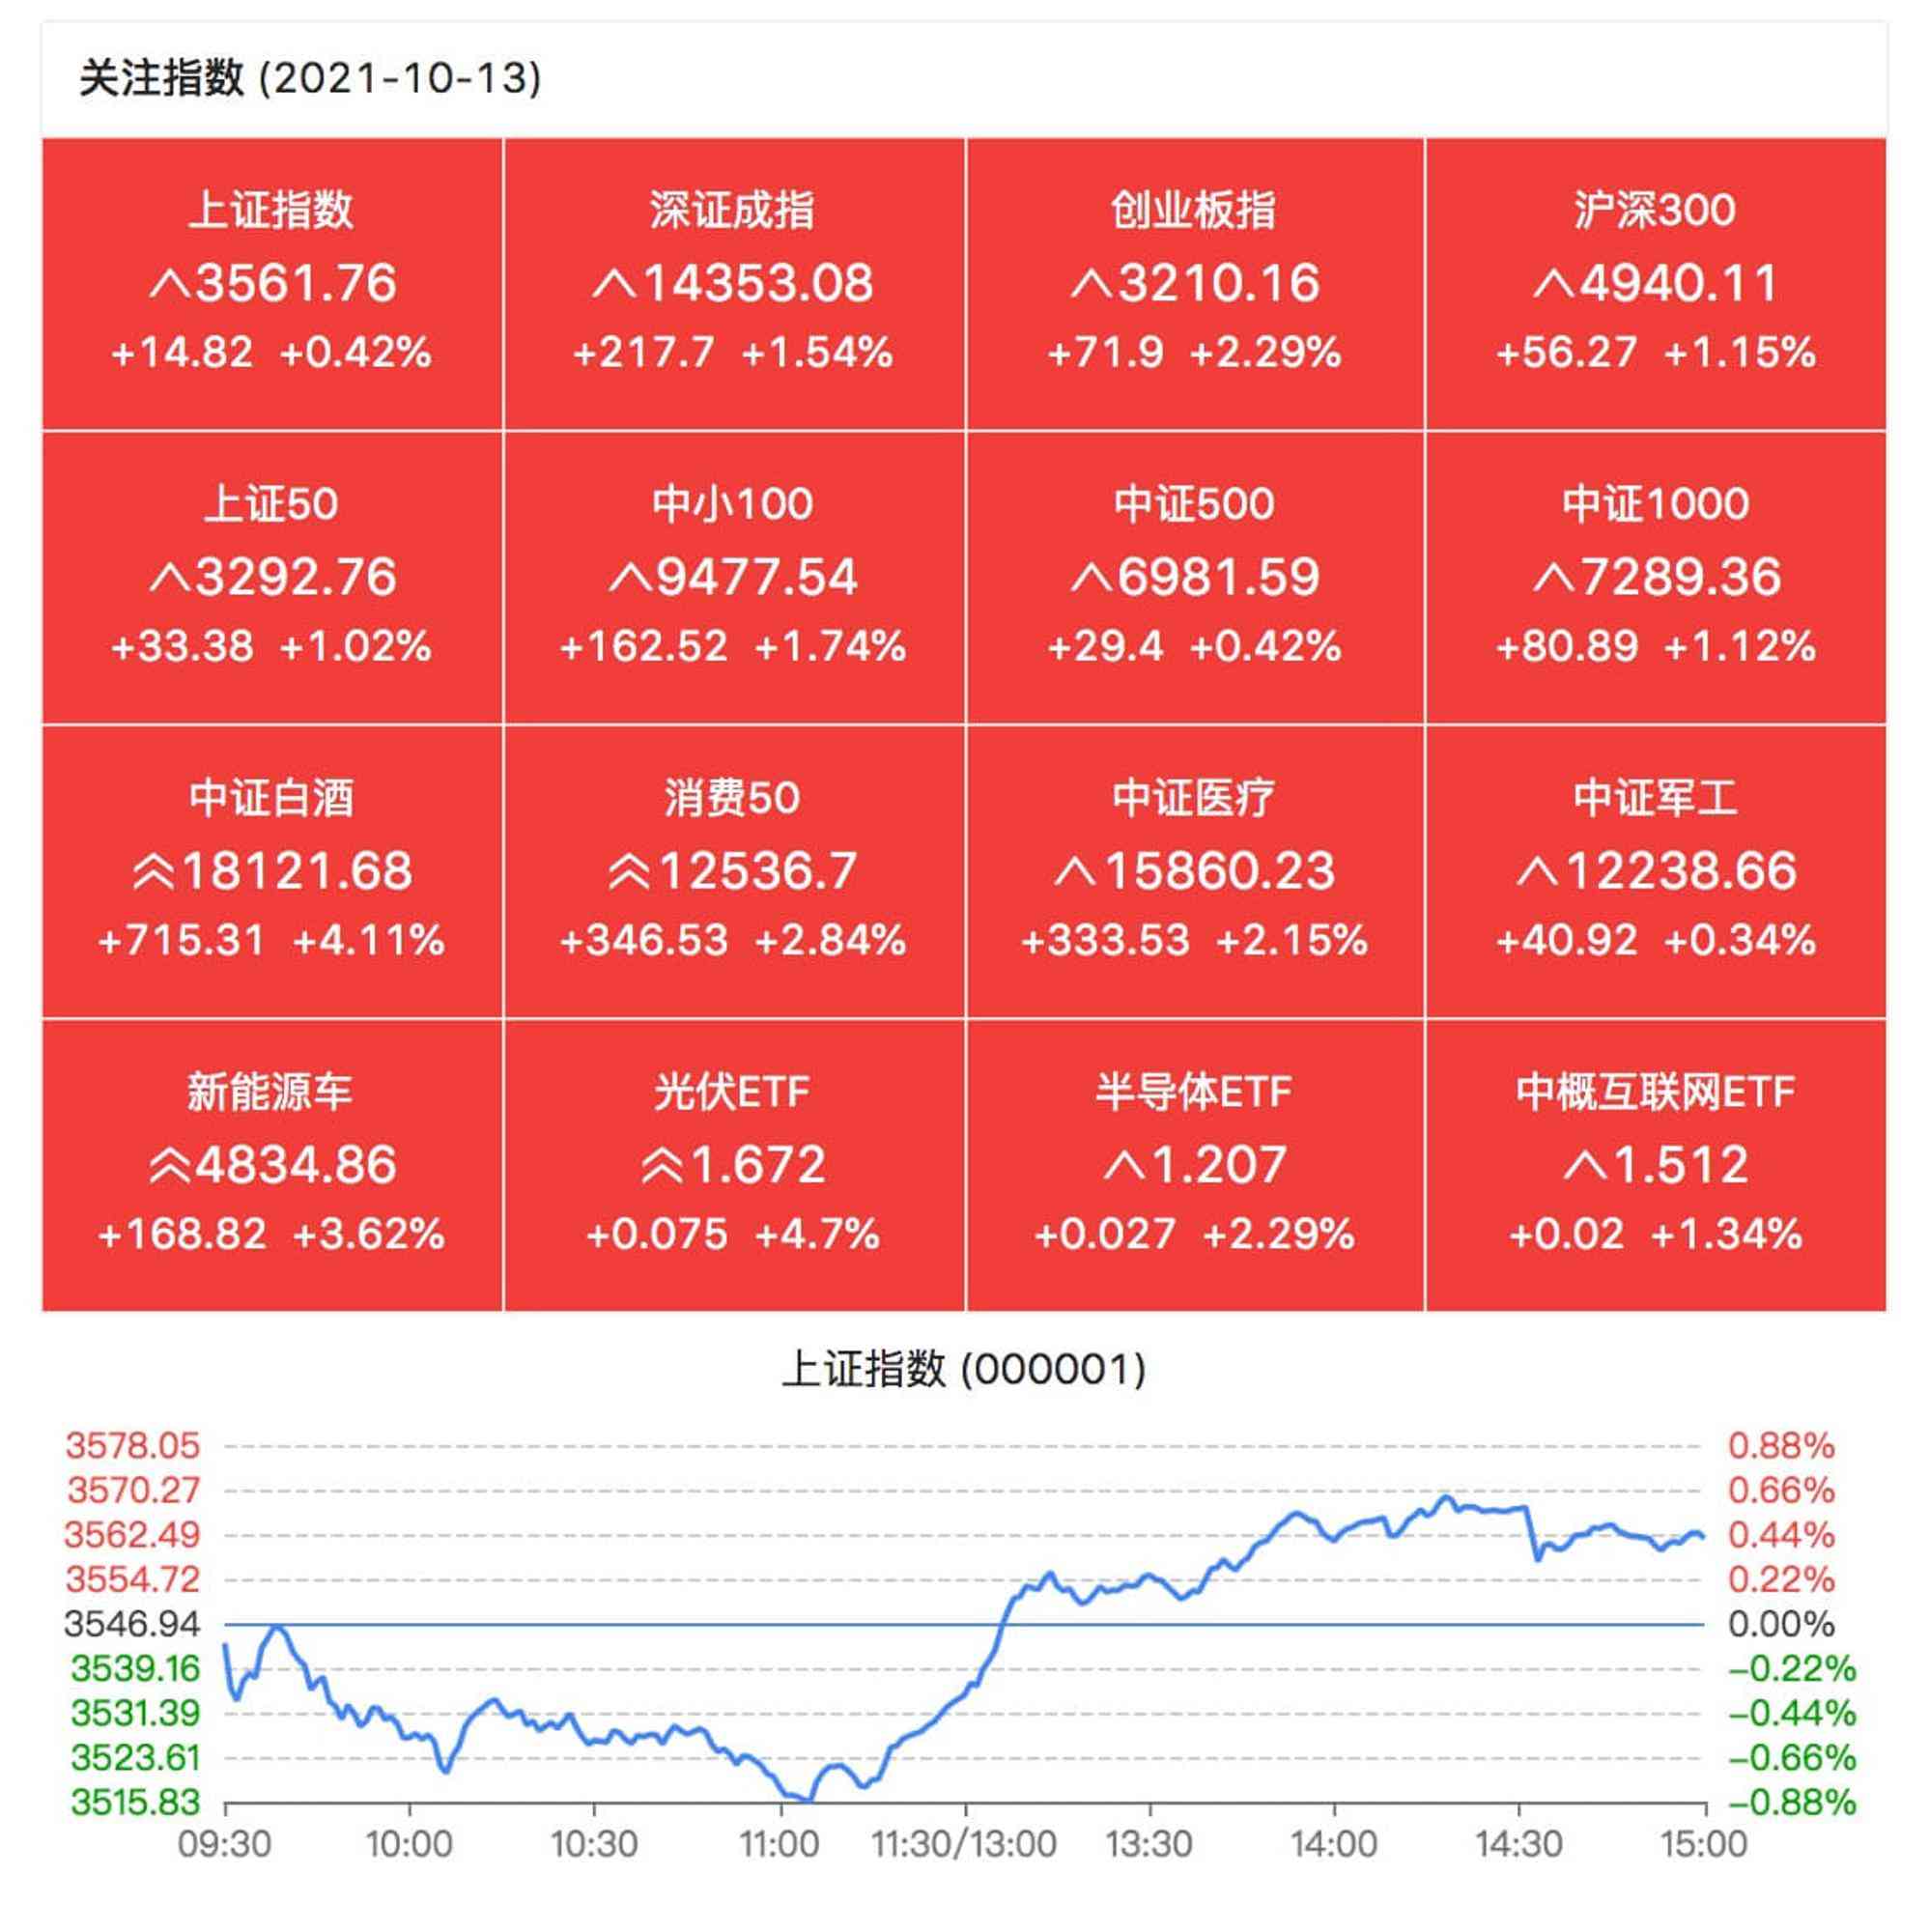 关注指数 (2021-10-13)
上证指数 深证成指 创业板指 沪深300
3561.76 14353.08 3210.16 4940.11
+14.82 +0.42% +217.7 +1.54% +71.9 +2.29% +56.27 +1.15%
上证50 中小100 中证500 中证1000
3292.76 9477.54 6981.59 7289.36
+33.38 +1.02% +162.52 +1.74% +29.4 +0.42% +80.89 +1.12%
中证白酒 消费50 中证医疗 中证军工
18121.68 12536.7 15860.23 12238.66
+715.31 +4.11% +346.53 +2.84% +333.53 +2.15% +40.92 +0.34%
新能源车 光伏ETF 半导体ETF 中概互联网ETF
4834.86 1.672 1.207 1.512
+168.82 +3.62% +0.075 +4.7% +0.027 +2.29% +0.02 +1.34%
上证指数 (000001)
3578.05 0.88%
3570.27 0.66%
3562.49 0.44%
3554.72 0.22%
3546.94 0.00%
3539.16 −0.22%
3531.39 −0.44%
3523.61 −0.66%
3515.83 −0.88%
09:30 10:00 10:30 11:00 11:30/13:00 13:30 14:00 14:30 15:00